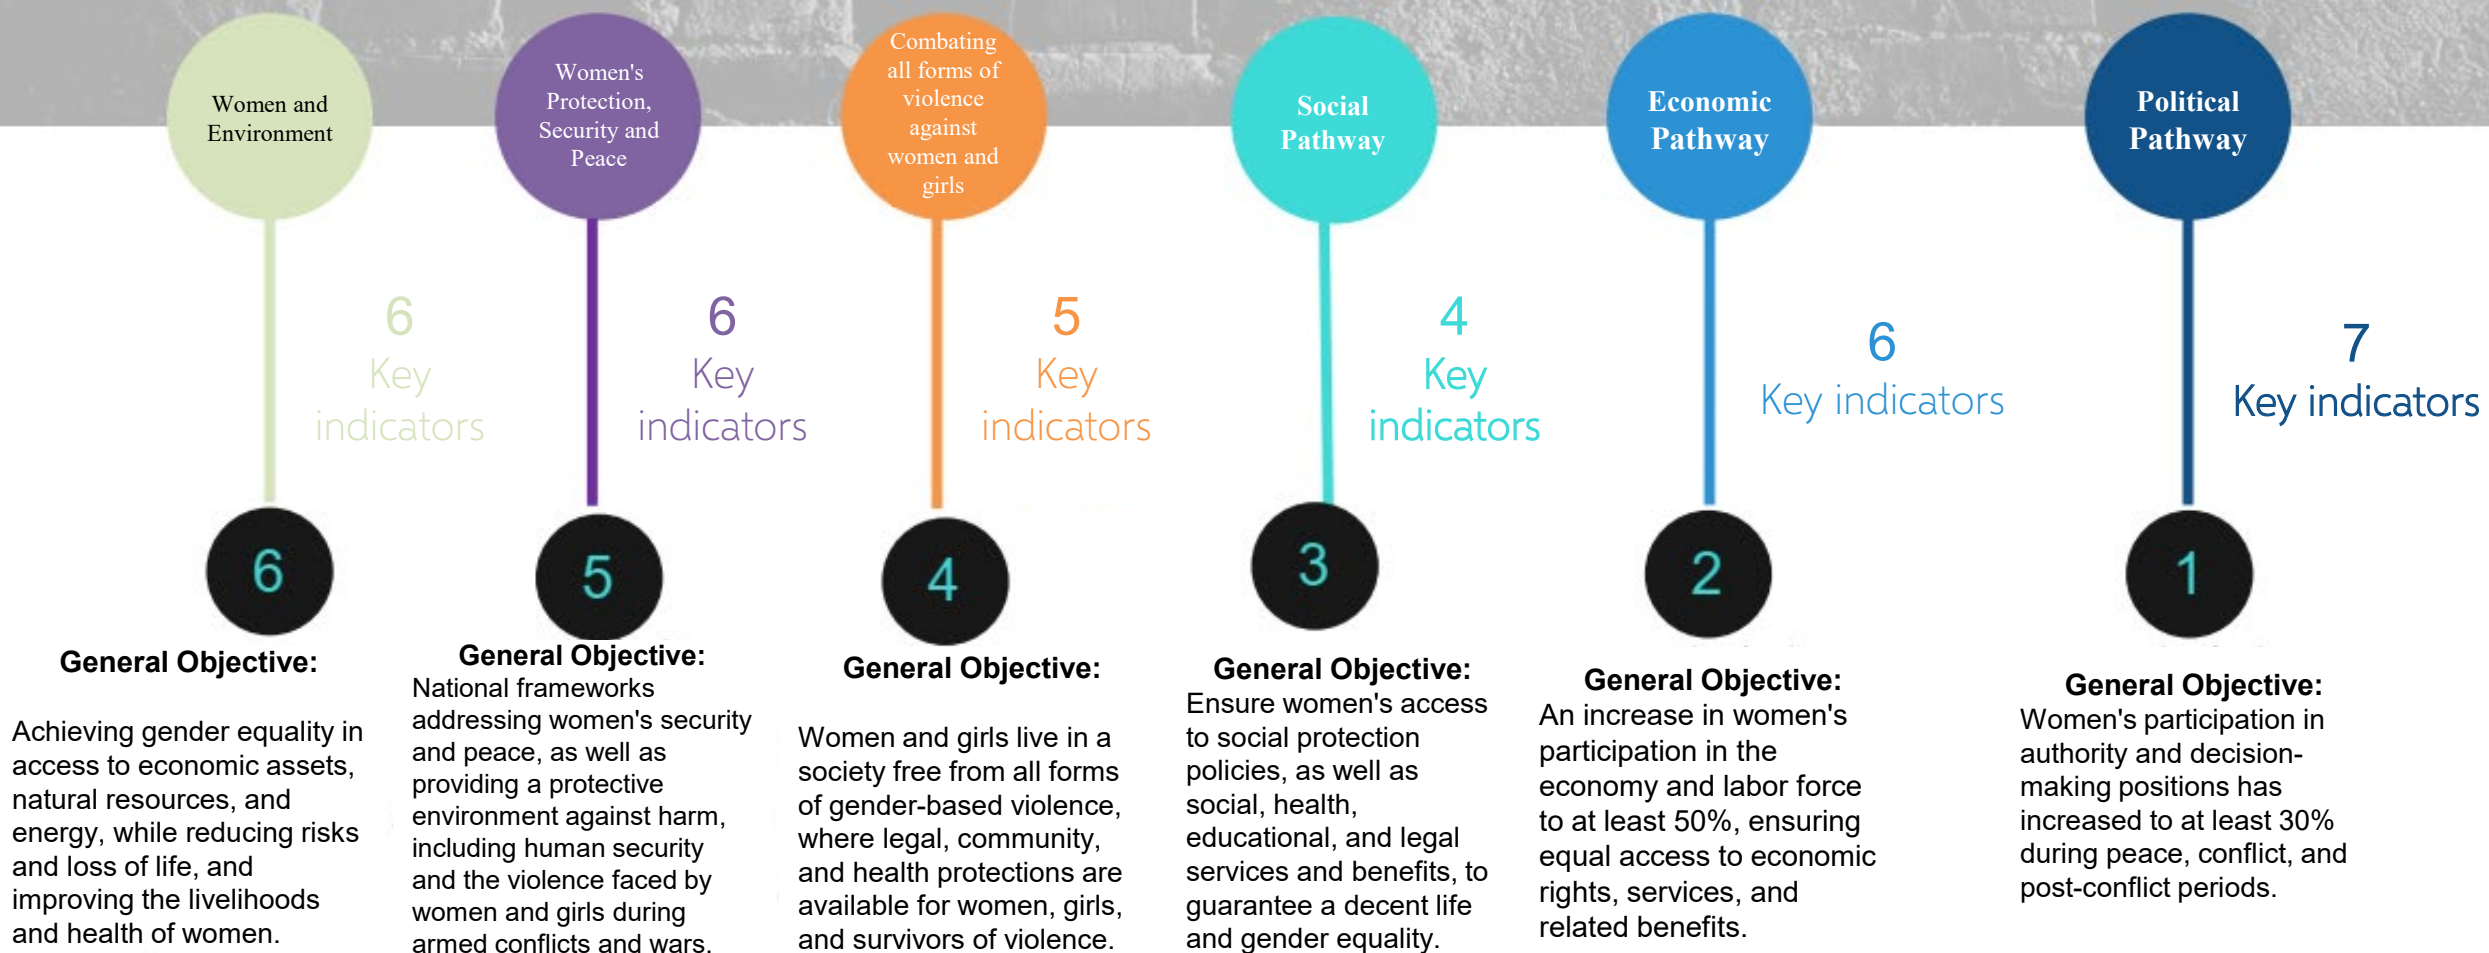 Women and
Environment
6
Key
indicators
6
General Objective:
Achieving gender equality in
access to economic assets,
natural resources, and
energy, while reducing risks
and loss of life, and
improving the livelihoods
and health of women.
Women's
Protection,
Security and
Peace
6
Key
indicators
5
General Objective:
National frameworks
addressing women's security
and peace, as well as
providing a protective
environment against harm,
including human security
and the violence faced by
women and girls during
armed conflicts and wars.
Combating
all forms of
violence
against
women and
girls
5
Key
indicators
4
General Objective:
Women and girls live in a
society free from all forms
of gender-based violence,
where legal, community,
and health protections are
available for women, girls,
and survivors of violence.
Social
Pathway
4
Key
indicators
3
General Objective:
Ensure women's access
to social protection
policies, as well as
social, health,
educational, and legal
services and benefits, to
guarantee a decent life
and gender equality.
Economic
Pathway
6
Key indicators
2
General Objective:
An increase in women's
participation in the
economy and labor force
to at least 50%, ensuring
equal access to economic
rights, services, and
related benefits.
Political
Pathway
7
Key indicators
1
General Objective:
Women's participation in
authority and decision-
making positions has
increased to at least 30%
during peace, conflict, and
post-conflict periods.